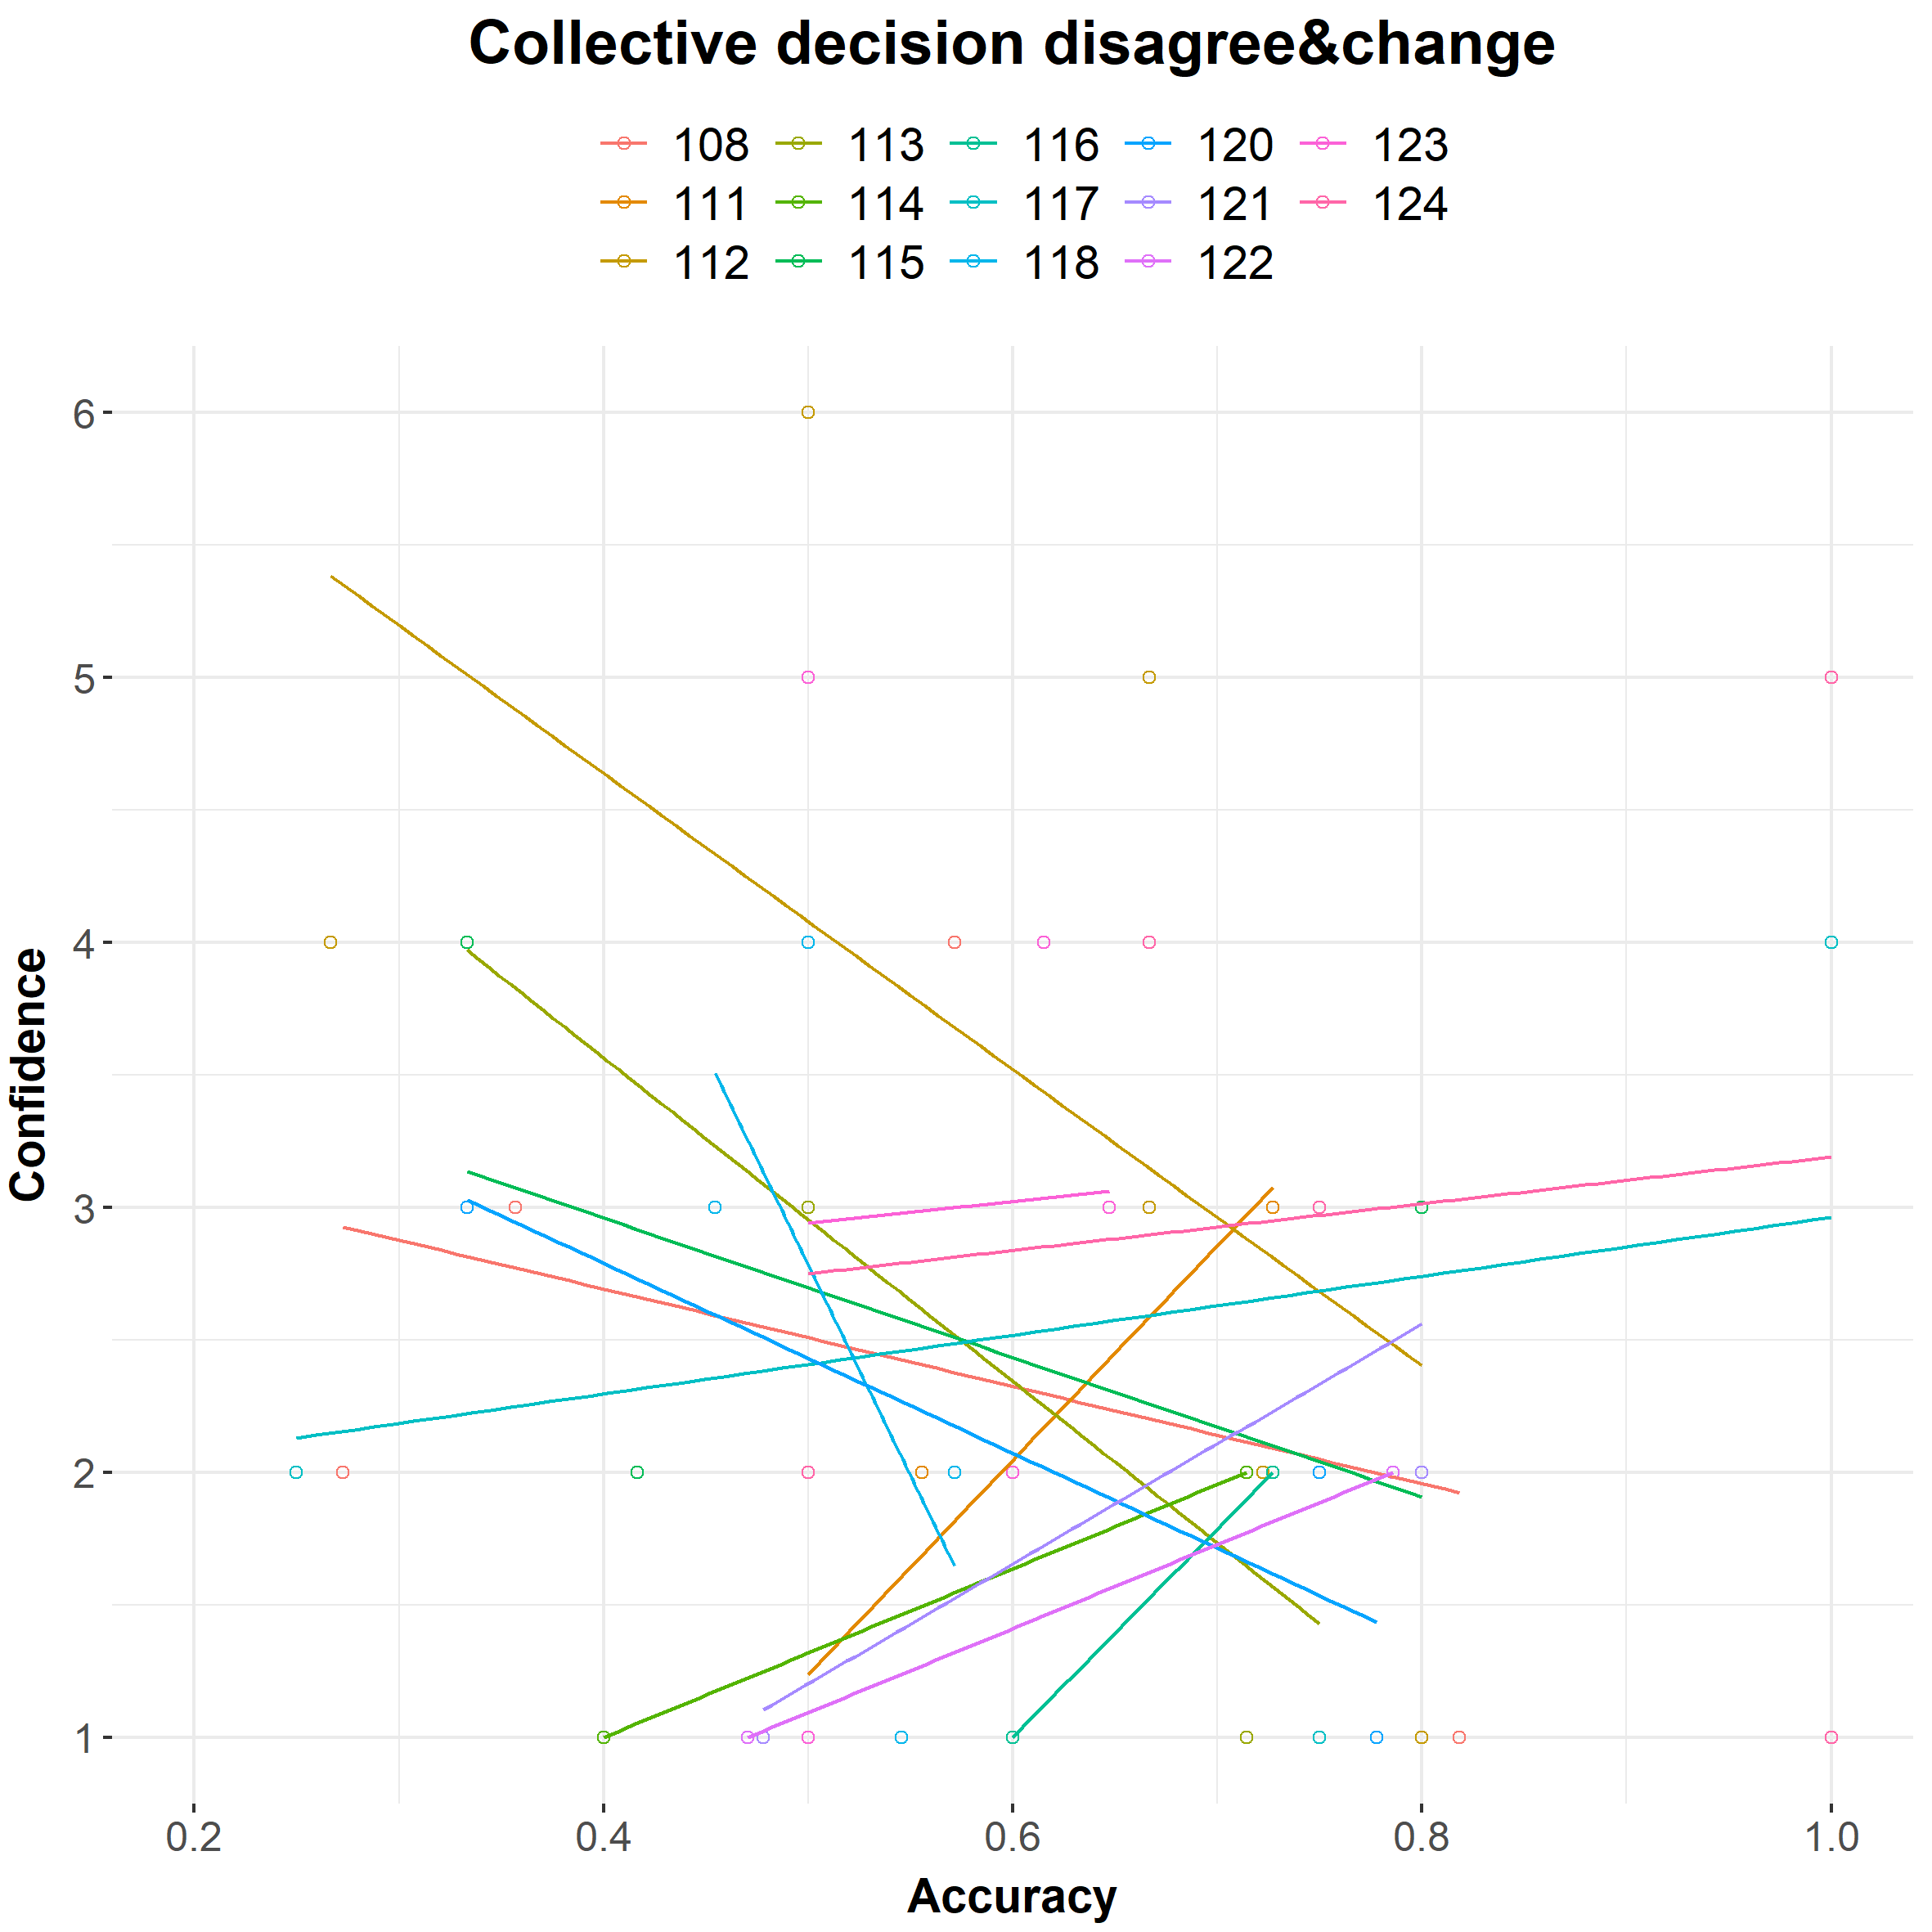 Collective decision disagree&change
108 113 116 120 123
111 114 117 121 124
112 115 118 122
6
5
4
3
2
1
Confidence
0.2 0.4 0.6 0.8 1.0
Accuracy